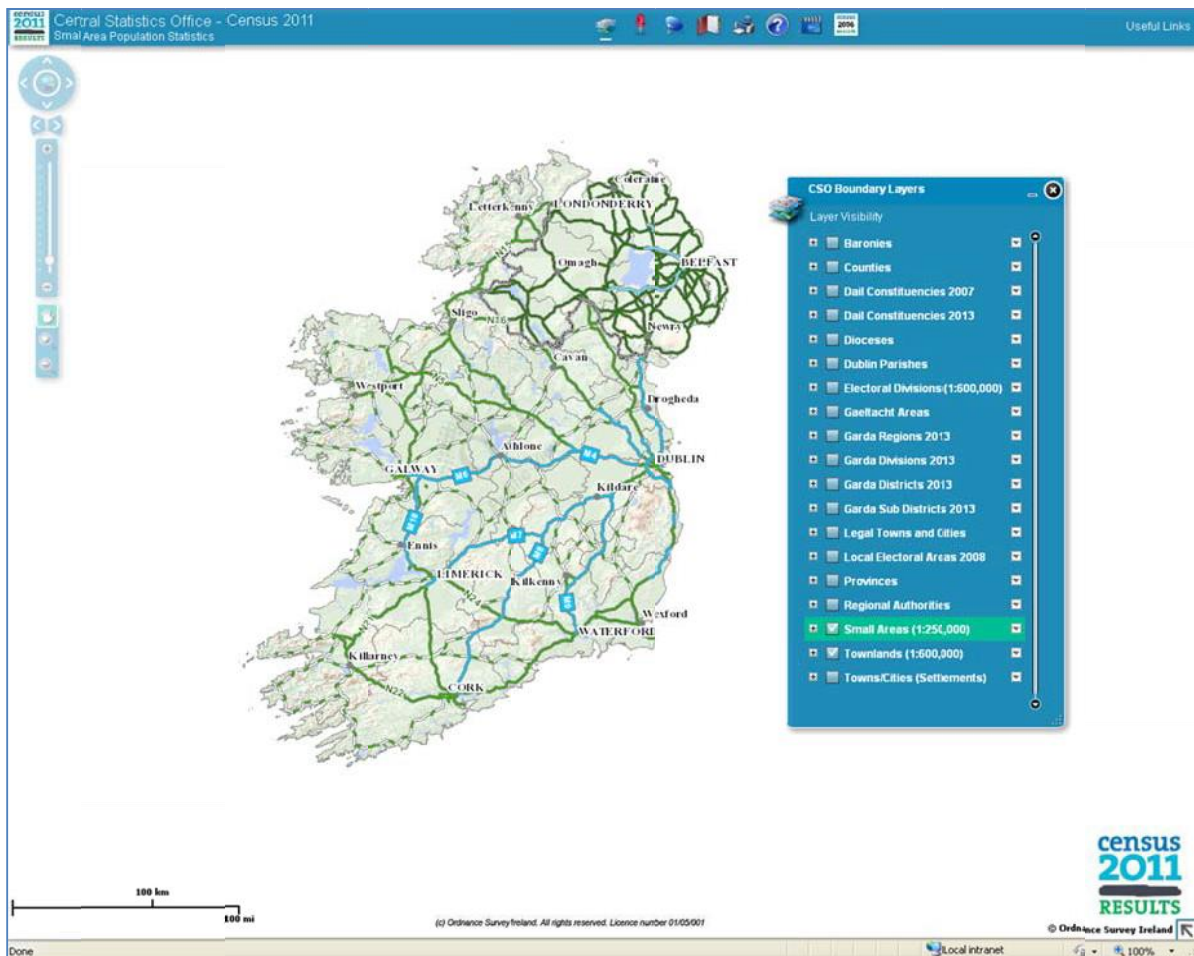 census
2011
RESULTS
Central Statistics Office - Census 2011
Small Area Population Statistics
census
2006
Useful Links
Coleraine
Letterkenny
LONDONDERRY
Omagh
BELFAST
Sligo
N16
Newry
Cavan
N5
Westport
Drogheda
Athlone
M4
M6
GALWAY
DUBLIN
Kildare
M18
M7
M8
Ennis
LIMERICK
Kilkenny
M9
N24
N21
Wexford
WATERFORD
Killarney
N22
CORK
CSO Boundary Layers
Layer Visibility
Baronies
Counties
Dail Constituencies 2007
Dail Constituencies 2013
Dioceses
Dublin Parishes
Electoral Divisions (1:600,000)
Gaeltacht Areas
Garda Regions 2013
Garda Divisions 2013
Garda Districts 2013
Garda Sub Districts 2013
Legal Towns and Cities
Local Electoral Areas 2008
Provinces
Regional Authorities
Small Areas (1:250,000)
Townlands (1:600,000)
Towns/Cities (Settlements)
census
2011
RESULTS
100 km
100 mi
(c) Ordnance Survey Ireland. All rights reserved. Licence number 01/05/001
© Ordnance Survey Ireland
Done
Local intranet
100%